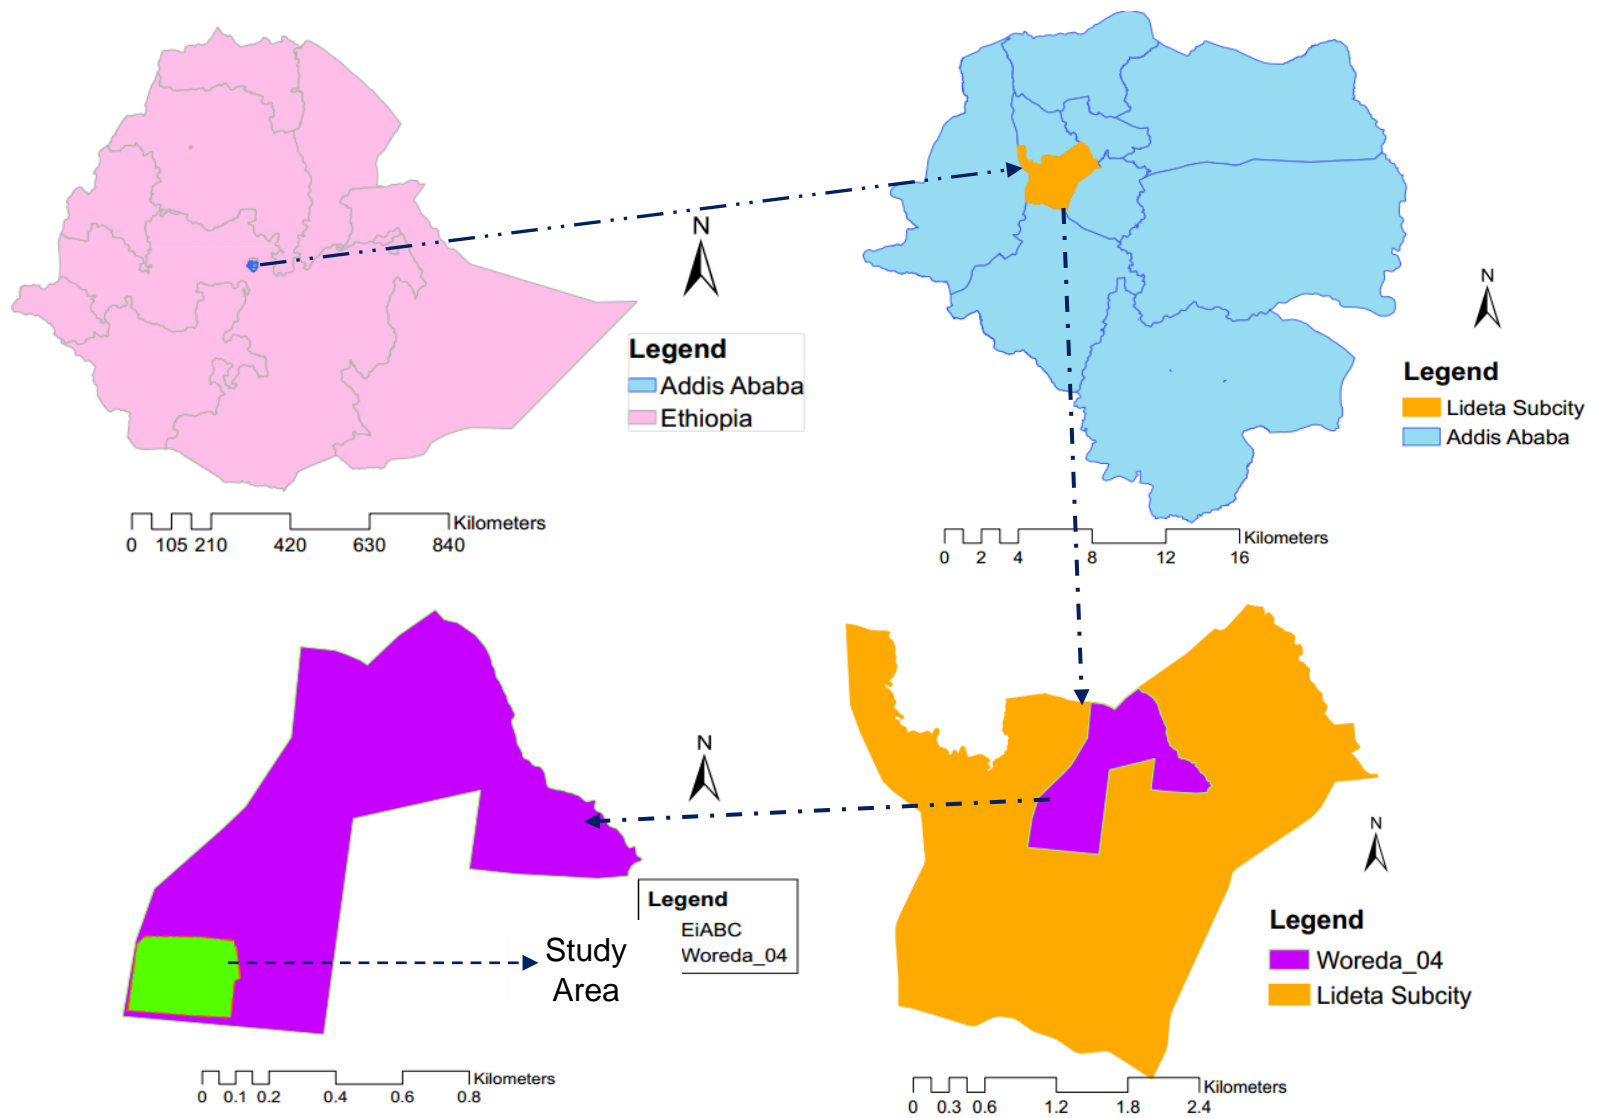 N
Legend
Addis Ababa
Ethiopia
Kilometers
0 105 210 420 630 840
N
Legend
Lideta Subcity
Addis Ababa
Kilometers
0 2 4 8 12 16
N
Legend
EiABC
Woreda_04
Study
Area
Kilometers
0 0.1 0.2 0.4 0.6 0.8
N
Legend
Woreda_04
Lideta Subcity
Kilometers
0 0.3 0.6 1.2 1.8 2.4